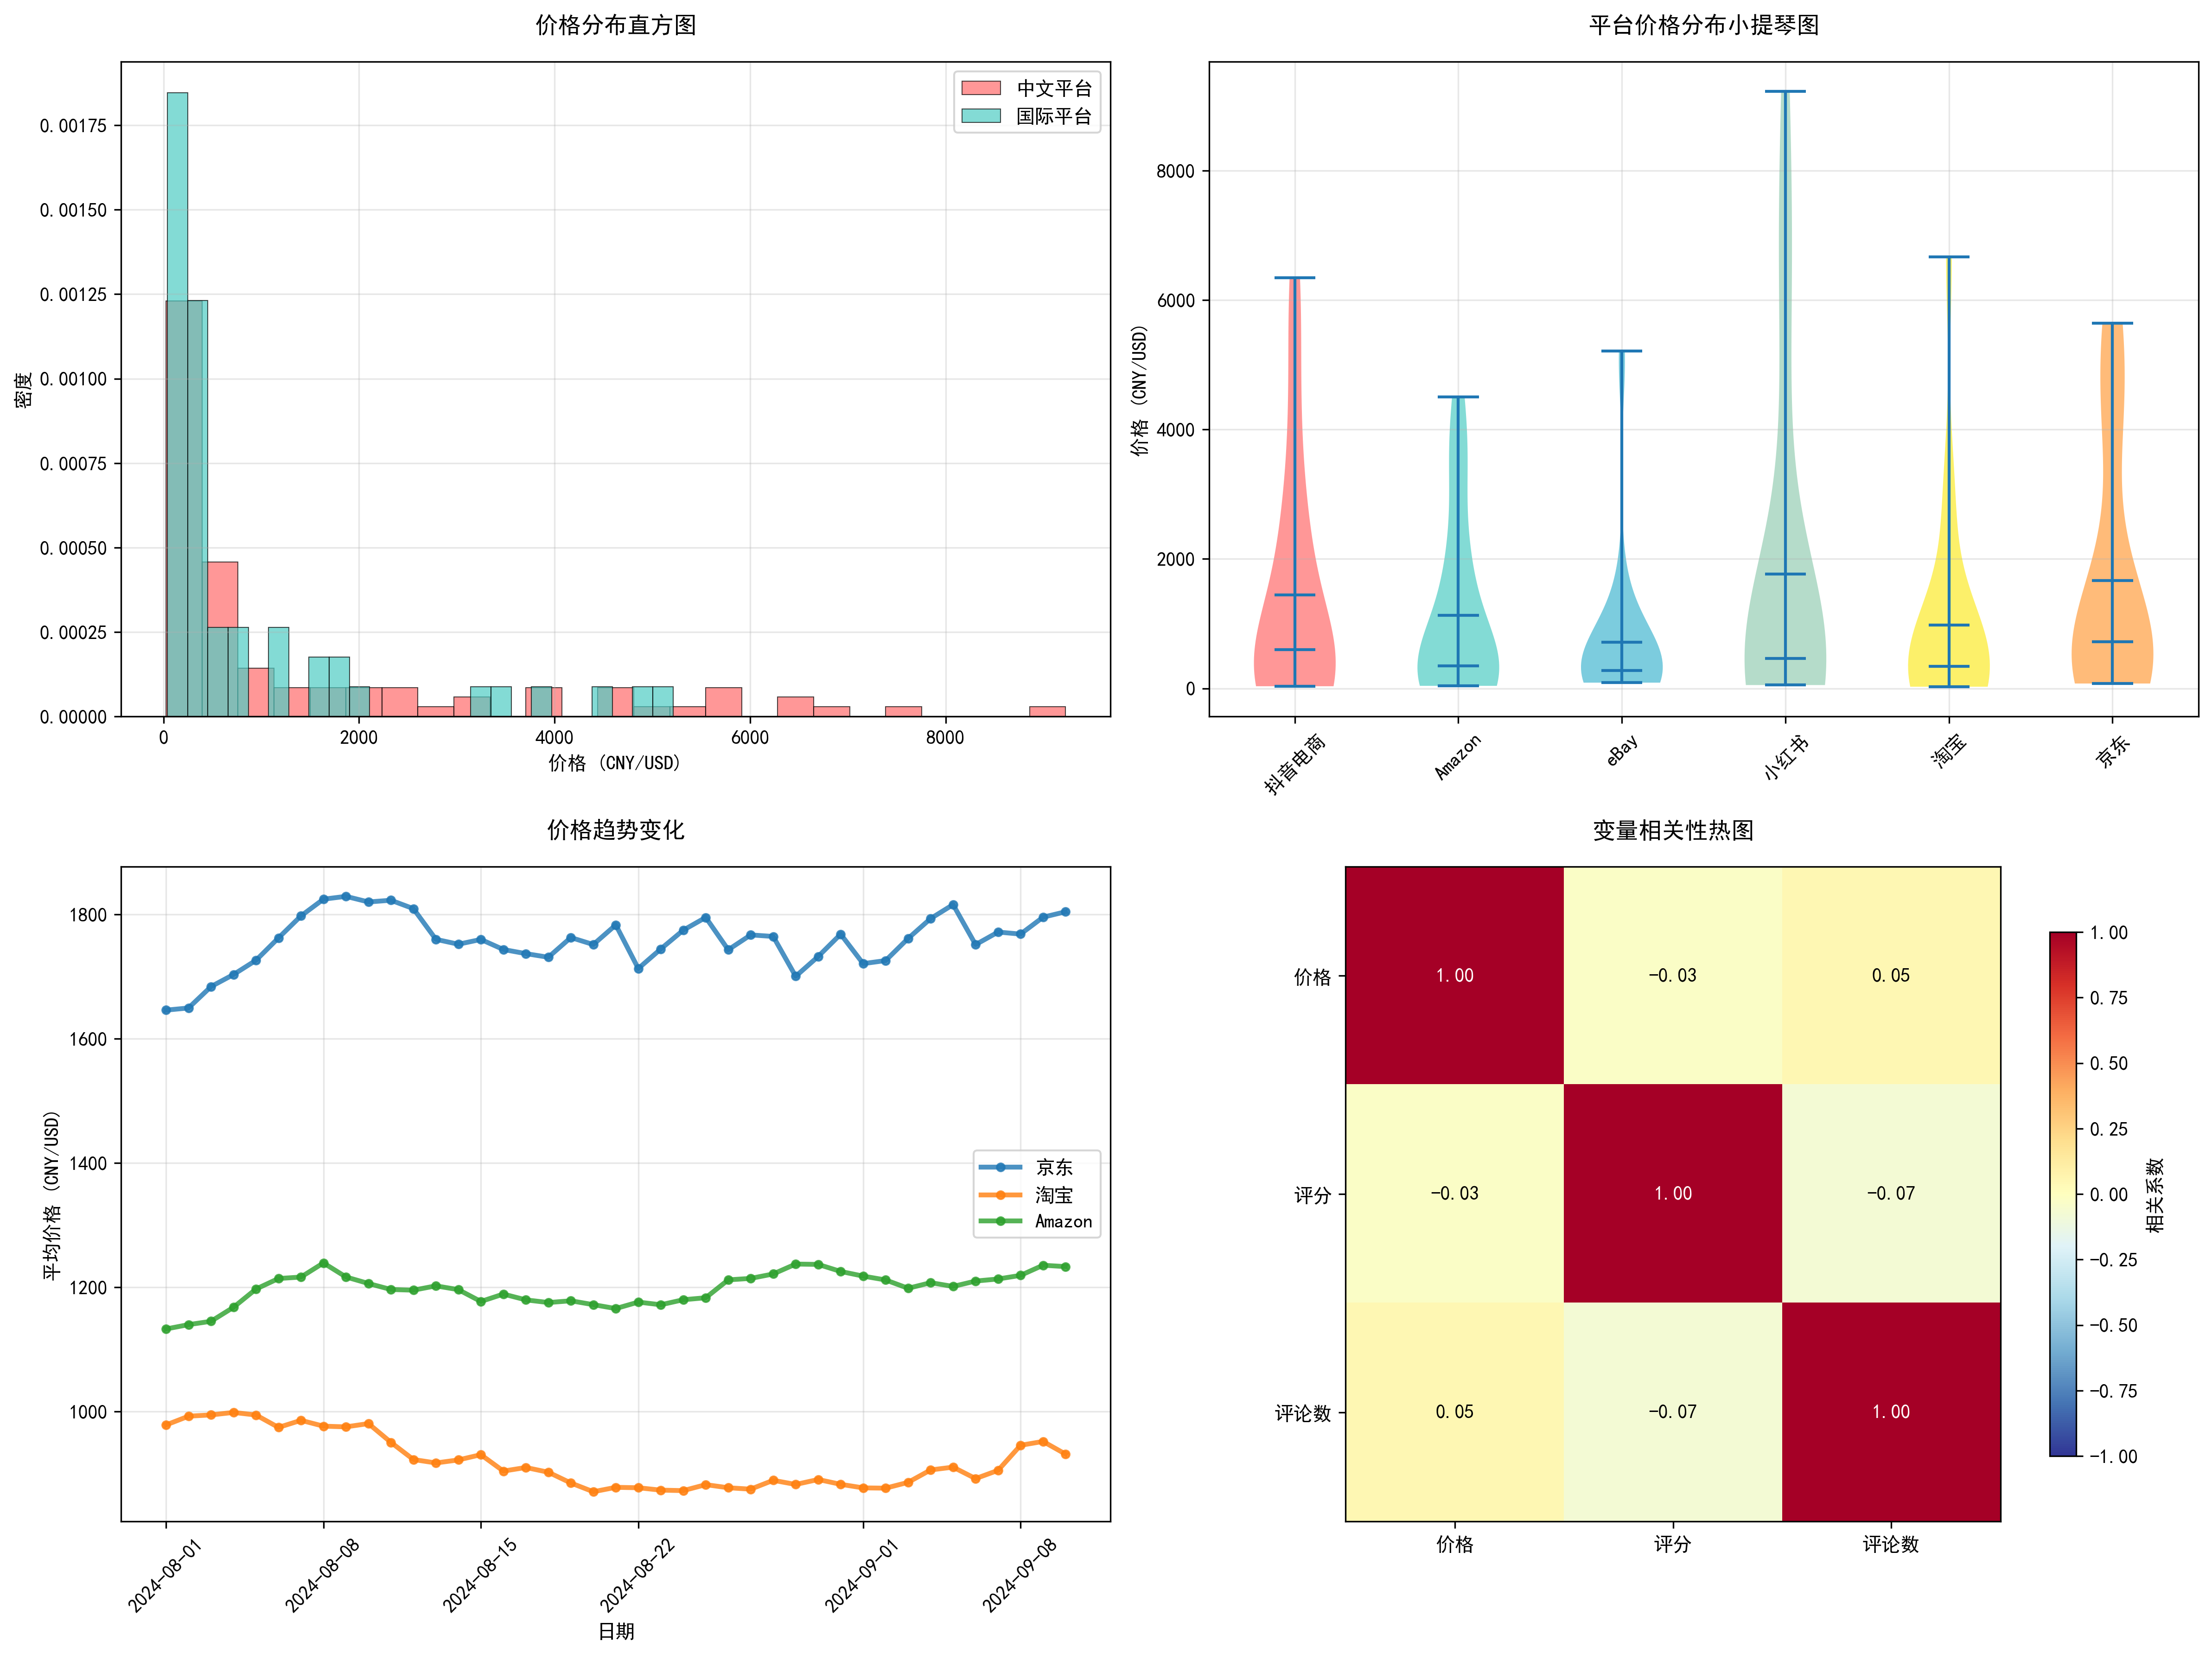 价格分布直方图
密度
0.00175
0.00150
0.00125
0.00100
0.00075
0.00050
0.00025
0.00000
中文平台
国际平台
0 2000 4000 6000 8000
价格 (CNY/USD)
平台价格分布小提琴图
价格 (CNY/USD)
8000
6000
4000
2000
0
抖音电商 Amazon eBay 小红书 淘宝 京东
价格趋势变化
平均价格 (CNY/USD)
1800
1600
1400
1200
1000
京东
淘宝
Amazon
2024-08-01 2024-08-08 2024-08-15 2024-08-22 2024-09-01 2024-09-08
日期
变量相关性热图
价格 1.00 -0.03 0.05
评分 -0.03 1.00 -0.07
评论数 0.05 -0.07 1.00
价格 评分 评论数
1.00
0.75
0.50
0.25
0.00
-0.25
-0.50
-0.75
-1.00
相关系数